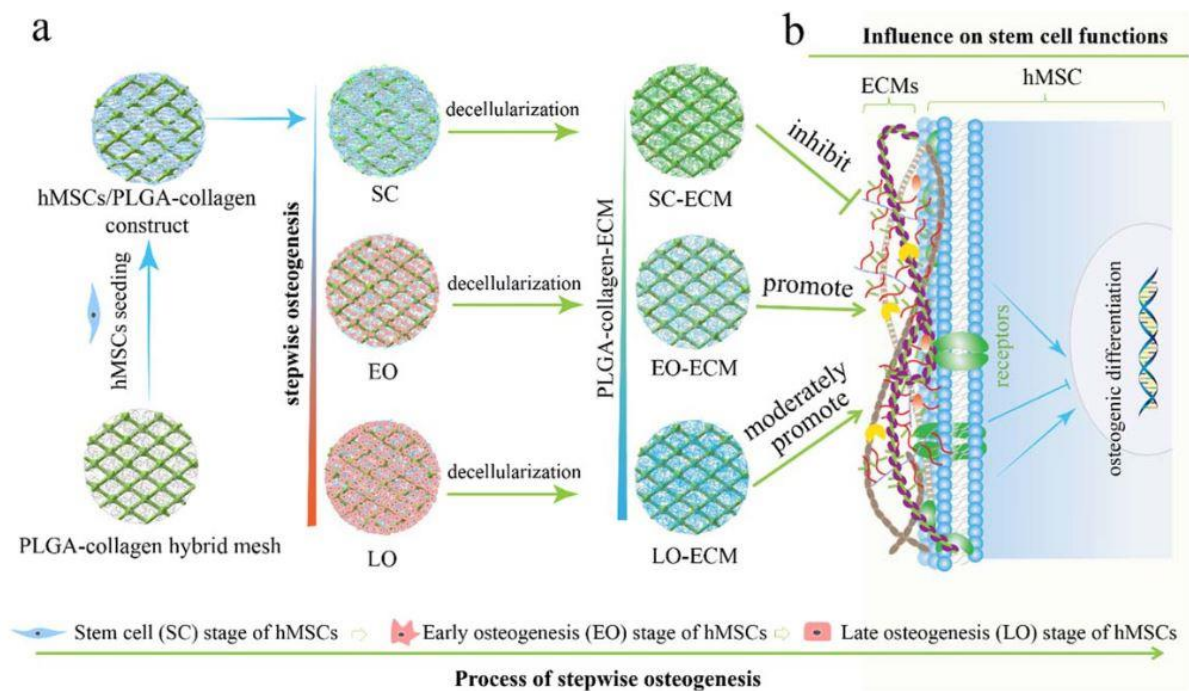 a
b
Influence on stem cell functions
ECMs
hMSC
hMSCs/PLGA-collagen
construct
hMSCs seeding
PLGA-collagen hybrid mesh
stepwise osteogenesis
SC
EO
LO
decellularization
decellularization
decellularization
PLGA-collagen-ECM
SC-ECM
EO-ECM
LO-ECM
inhibit
promote
moderately
promote
receptors
osteogenic differentiation
Stem cell (SC) stage of hMSCs
Early osteogenesis (EO) stage of hMSCs
Late osteogenesis (LO) stage of hMSCs
Process of stepwise osteogenesis